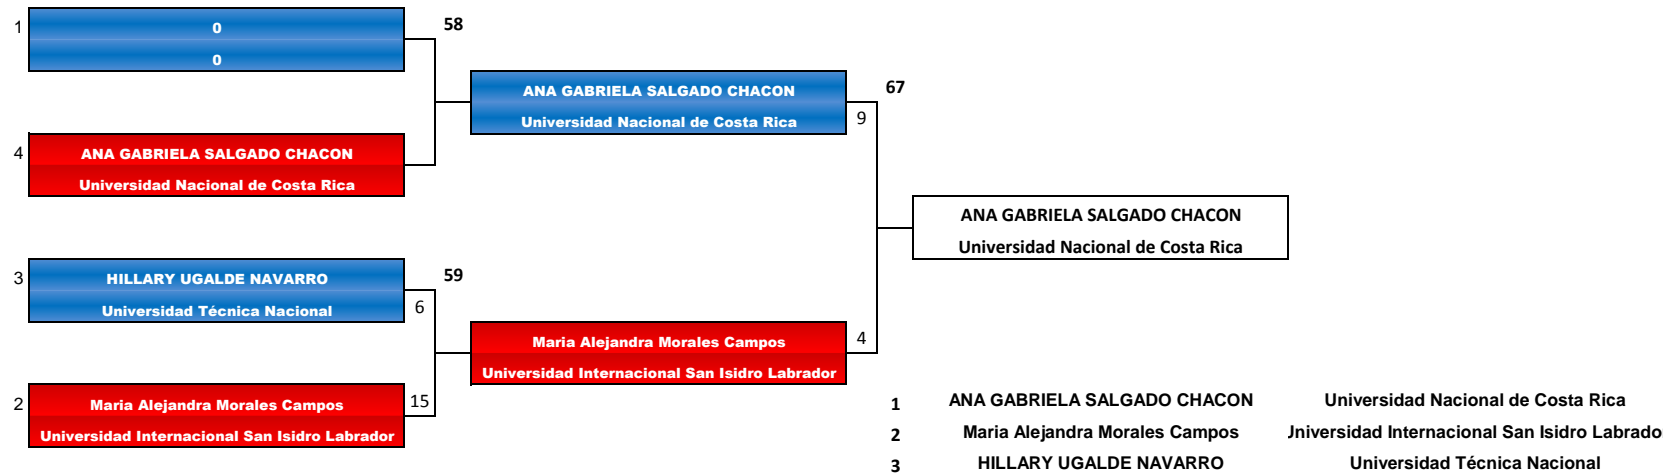 1
0
0
58
4
ANA GABRIELA SALGADO CHACON
Universidad Nacional de Costa Rica
ANA GABRIELA SALGADO CHACON
Universidad Nacional de Costa Rica
9
67
3
HILLARY UGALDE NAVARRO
Universidad Técnica Nacional
6
59
2
Maria Alejandra Morales Campos
Universidad Internacional San Isidro Labrador
15
Maria Alejandra Morales Campos
Universidad Internacional San Isidro Labrador
4
ANA GABRIELA SALGADO CHACON
Universidad Nacional de Costa Rica
1 ANA GABRIELA SALGADO CHACON Universidad Nacional de Costa Rica
2 Maria Alejandra Morales Campos Jniversidad Internacional San Isidro Labrado
3 HILLARY UGALDE NAVARRO Universidad Técnica Nacional